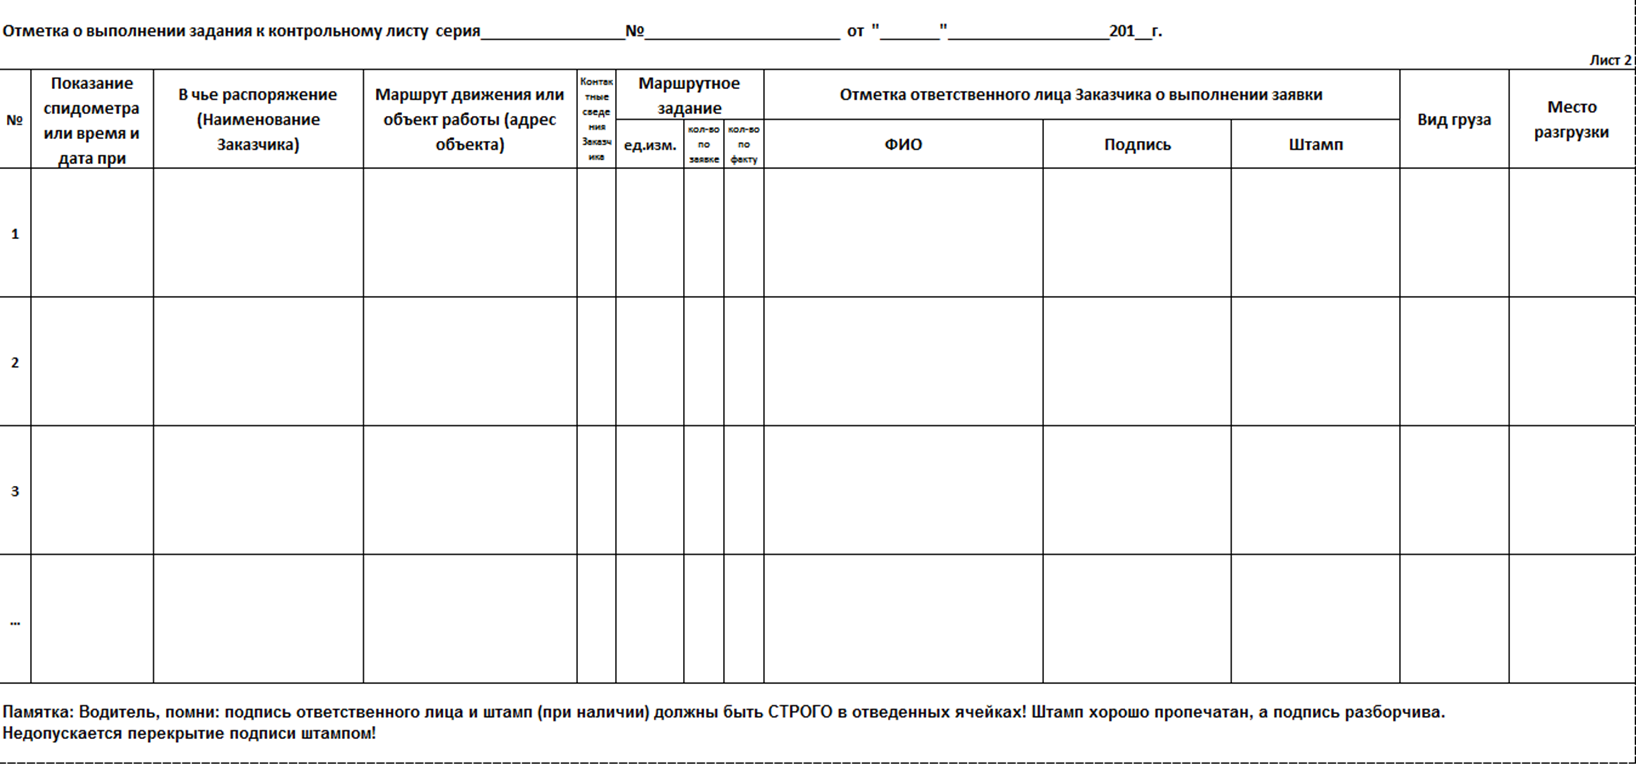 Отметка о выполнении задания к контрольному листу серия_________________№_______________________ от "_______"___________________201__г.
Лист 2
№
Показание
спидометра
или время и
дата при
В чье распоряжение
(Наименование
Заказчика)
Маршрут движения или
объект работы (адрес
объекта)
Контак
тные
сведе
ния
Заказч
ика
Маршрутное
задание
ед.изм.
кол-во
по
заявке
кол-во
по
факту
Отметка ответственного лица Заказчика о выполнении заявки
ФИО
Подпись
Штамп
Вид груза
Место
разгрузки
1
2
3
...
Памятка: Водитель, помни: подпись ответственного лица и штамп (при наличии) должны быть СТРОГО в отведенных ячейках! Штамп хорошо пропечатан, а подпись разборчива.
Недопускается перекрытие подписи штампом!